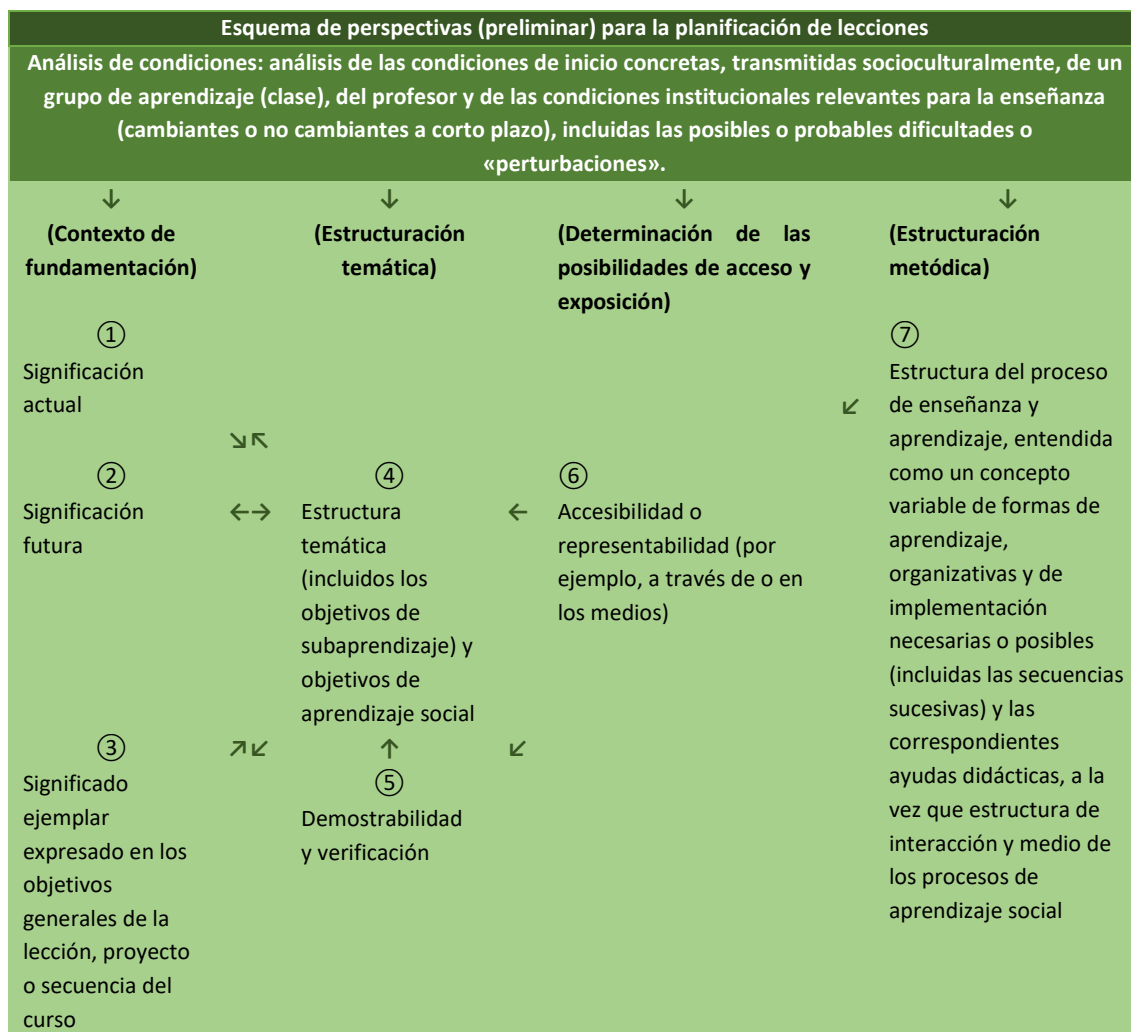 Esquema de perspectivas (preliminar) para la planificación de lecciones
Análisis de condiciones: análisis de las condiciones de inicio concretas, transmitidas socioculturalmente, de un
grupo de aprendizaje (clase), del profesor y de las condiciones institucionales relevantes para la enseñanza
(cambiantes o no cambiantes a corto plazo), incluidas las posibles o probables dificultades o
«perturbaciones».
↓ ↓ ↓ ↓
(Contexto de
fundamentación)
(Estructuración
temática)
(Determinación de las
posibilidades de acceso y
exposición)
(Estructuración
metódica)
①
Significación
actual
↘↖
②
Significación
futura
←→
③
Significado
ejemplar
expresado en los
objetivos
generales de la
lección, proyecto
o secuencia del
curso
↗↙
④
Estructura
temática
(incluidos los
objetivos de
subaprendizaje) y
objetivos de
aprendizaje social
↑
⑤
Demostrabilidad
y verificación
←
↙
⑥
Accesibilidad o
representabilidad (por
ejemplo, a través de o en
los medios)
↙
⑦
Estructura del proceso
de enseñanza y
aprendizaje, entendida
como un concepto
variable de formas de
aprendizaje,
organizativas y de
implementación
necesarias o posibles
(incluidas las secuencias
sucesivas) y las
correspondientes
ayudas didácticas, a la
vez que estructura de
interacción y medio de
los procesos de
aprendizaje social